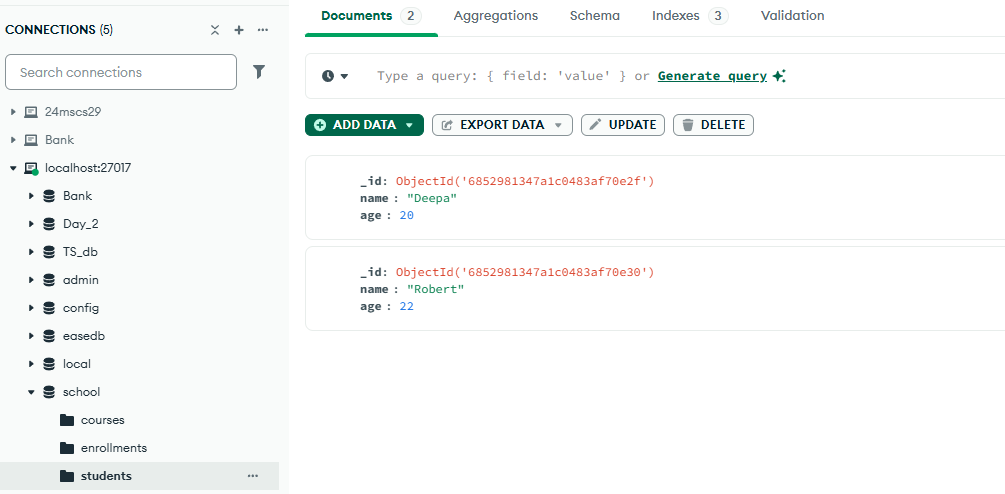 CONNECTIONS (5)
Search connections
24mscs29
Bank
localhost:27017
Bank
Day_2
TS_db
admin
config
easedb
local
school
courses
enrollments
students
Documents 2 Aggregations Schema Indexes 3 Validation
Type a query: { field: 'value' } or Generate query
ADD DATA EXPORT DATA UPDATE DELETE
_id: ObjectId('6852981347a1c0483af70e2f')
name : "Deepa"
age : 20
_id: ObjectId('6852981347a1c0483af70e30')
name : "Robert"
age : 22